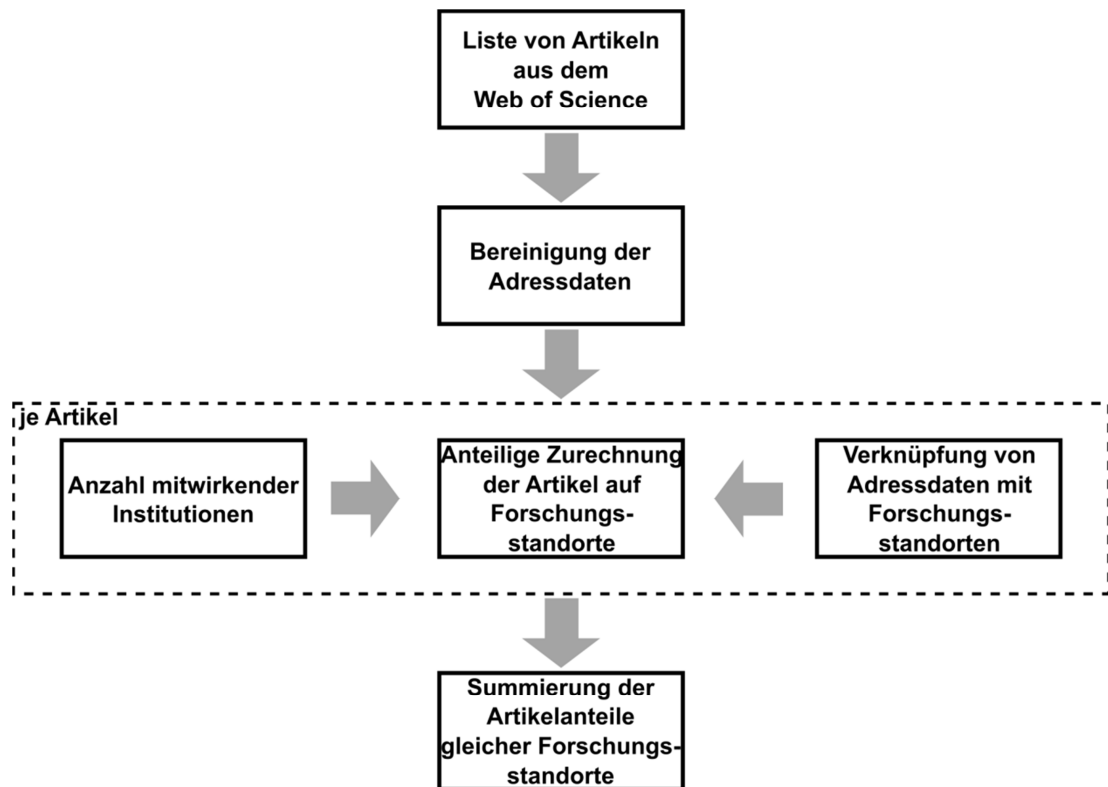 Liste von Artikeln
aus dem
Web of Science
Bereinigung der
Adressdaten
je Artikel
Anzahl mitwirkender
Institutionen
Anteilige Zurechnung
der Artikel auf
Forschungs-
standorte
Verknüpfung von
Adressdaten mit
Forschungs-
standorten
Summierung der
Artikelanteile
gleicher Forschungs-
standorte